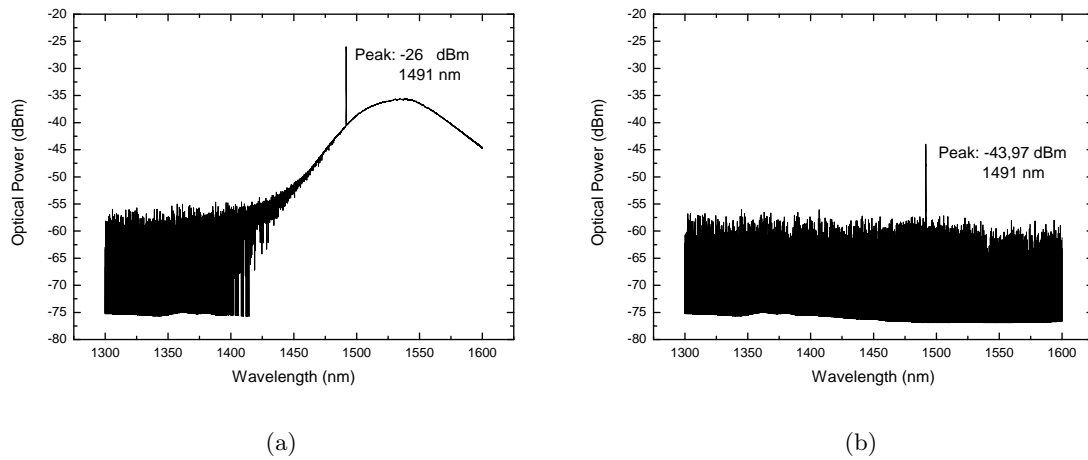 -20
-25
-30
-35
-40
-45
-50
-55
-60
-65
-70
-75
-80
Optical Power (dBm)
Peak: -26 dBm
1491 nm
1300 1350 1400 1450 1500 1550 1600
Wavelength (nm)
(a)
-20
-25
-30
-35
-40
-45
-50
-55
-60
-65
-70
-75
-80
Optical Power (dBm)
Peak: -43,97 dBm
1491 nm
1300 1350 1400 1450 1500 1550 1600
Wavelength (nm)
(b)